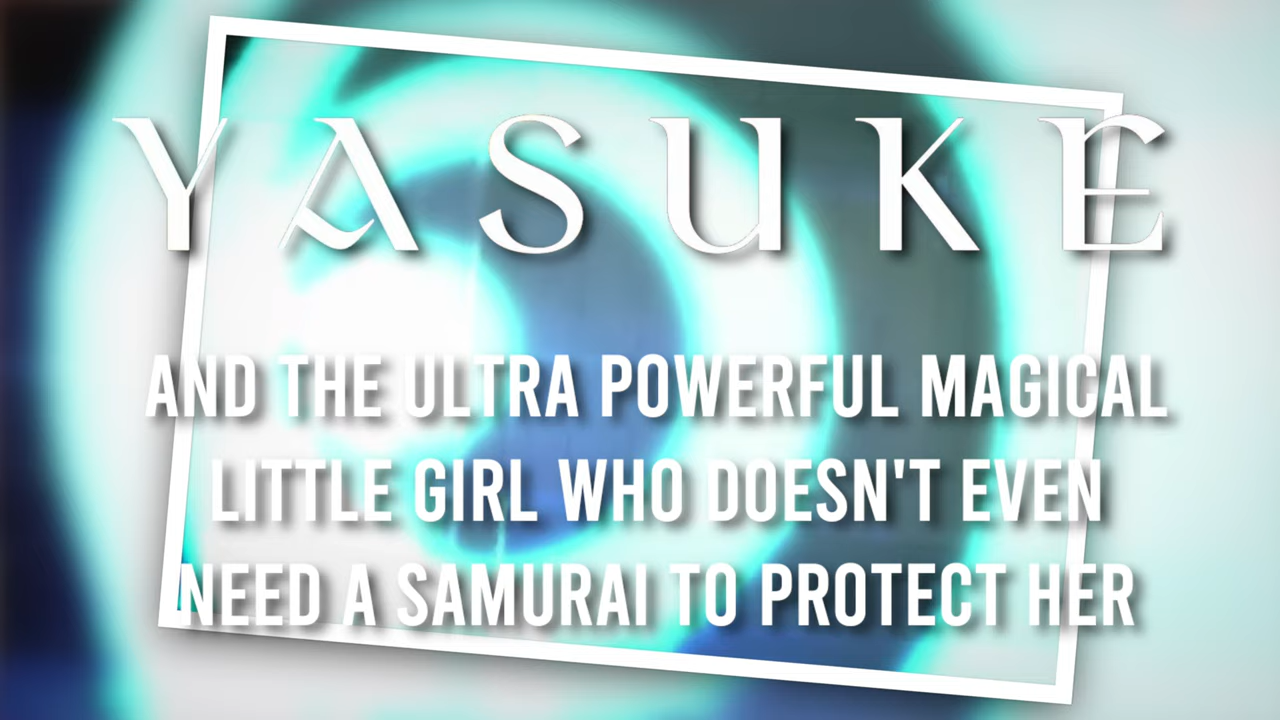 YASUKE
AND THE ULTRA POWERFUL MAGICAL
LITTLE GIRL WHO DOESN'T EVEN
NEED A SAMURAI TO PROTECT HER